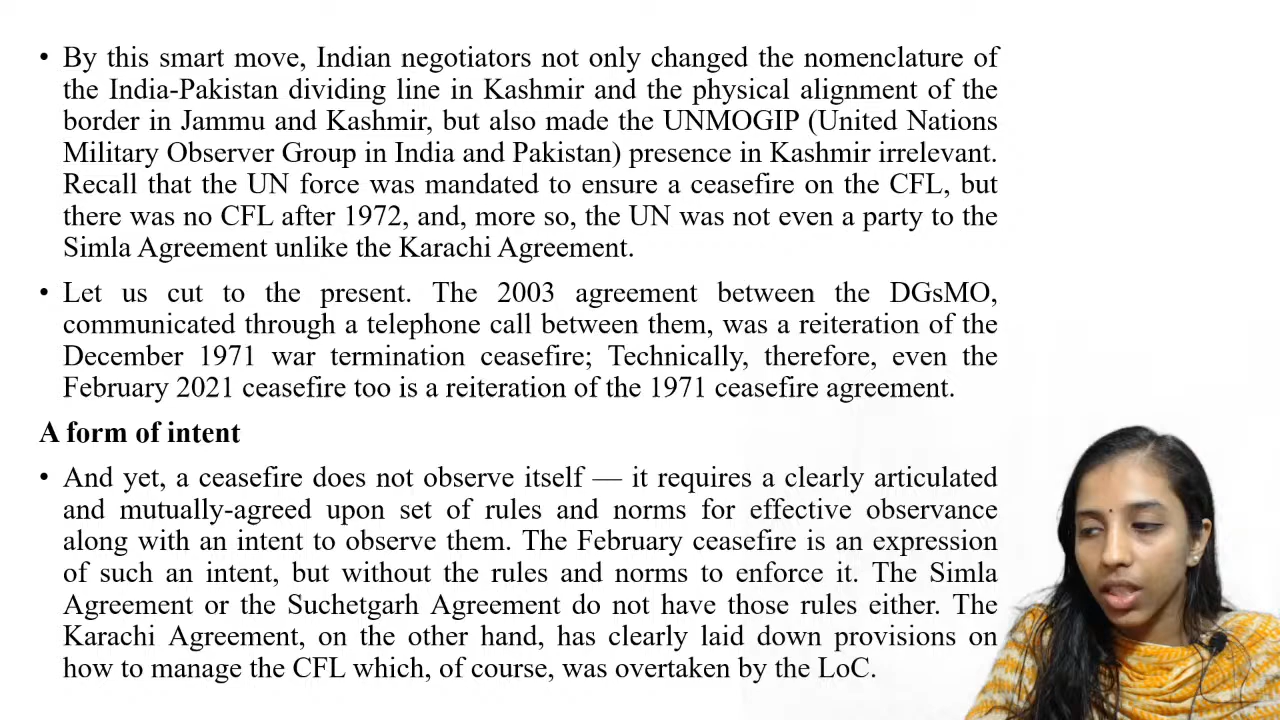 • By this smart move, Indian negotiators not only changed the nomenclature of
the India-Pakistan dividing line in Kashmir and the physical alignment of the
border in Jammu and Kashmir, but also made the UNMOGIP (United Nations
Military Observer Group in India and Pakistan) presence in Kashmir irrelevant.
Recall that the UN force was mandated to ensure a ceasefire on the CFL, but
there was no CFL after 1972, and, more so, the UN was not even a party to the
Simla Agreement unlike the Karachi Agreement.
• Let us cut to the present. The 2003 agreement between the DGsMO,
communicated through a telephone call between them, was a reiteration of the
December 1971 war termination ceasefire; Technically, therefore, even the
February 2021 ceasefire too is a reiteration of the 1971 ceasefire agreement.
A form of intent
• And yet, a ceasefire does not observe itself — it requires a clearly articulated
and mutually-agreed upon set of rules and norms for effective observance
along with an intent to observe them. The February ceasefire is an expression
of such an intent, but without the rules and norms to enforce it. The Simla
Agreement or the Suchetgarh Agreement do not have those rules either. The
Karachi Agreement, on the other hand, has clearly laid down provisions on
how to manage the CFL which, of course, was overtaken by the LoC.